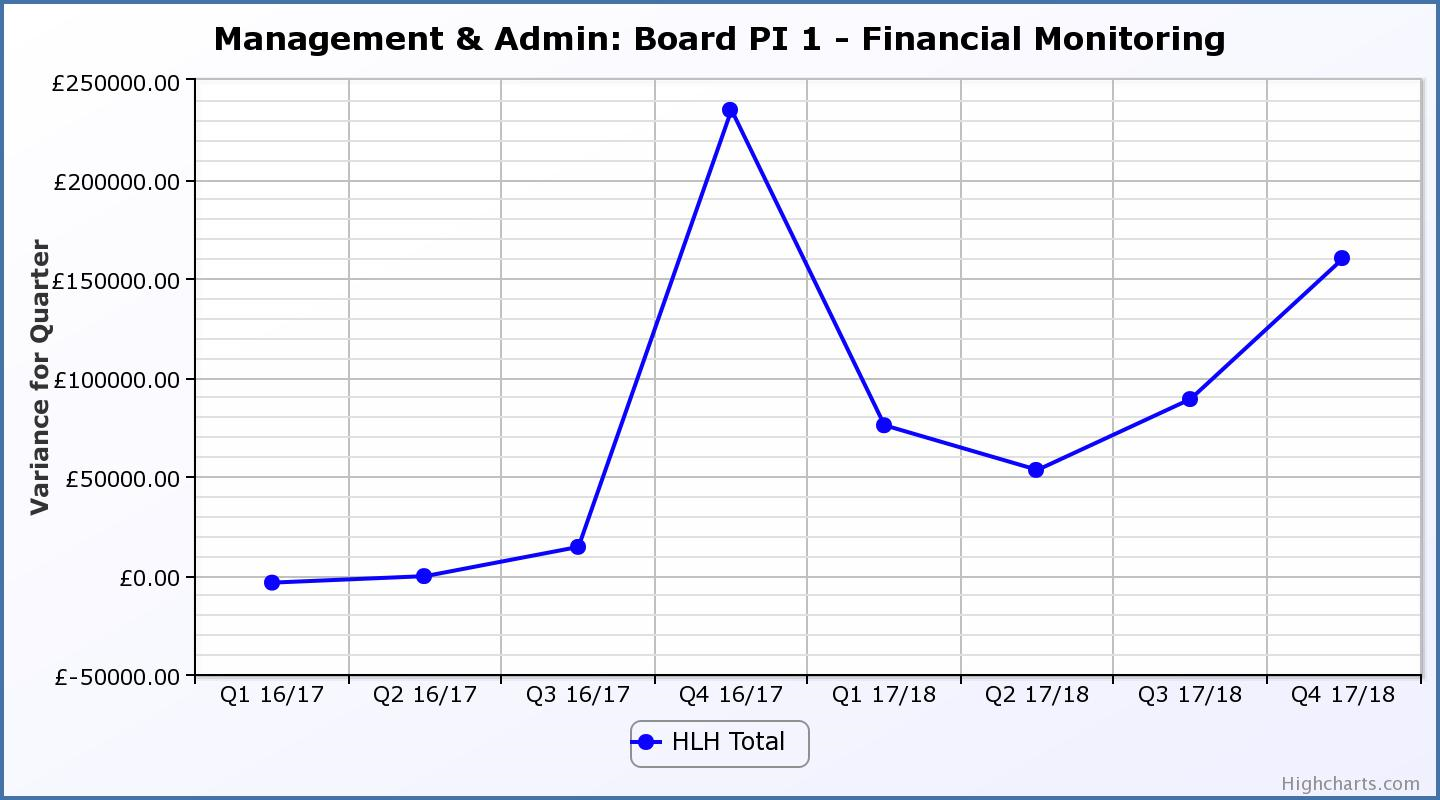 Management & Admin: Board PI 1 - Financial Monitoring
Variance for Quarter
£250000.00
£200000.00
£150000.00
£100000.00
£50000.00
£0.00
£-50000.00
Q1 16/17 Q2 16/17 Q3 16/17 Q4 16/17 Q1 17/18 Q2 17/18 Q3 17/18 Q4 17/18
HLH Total
Highcharts.com